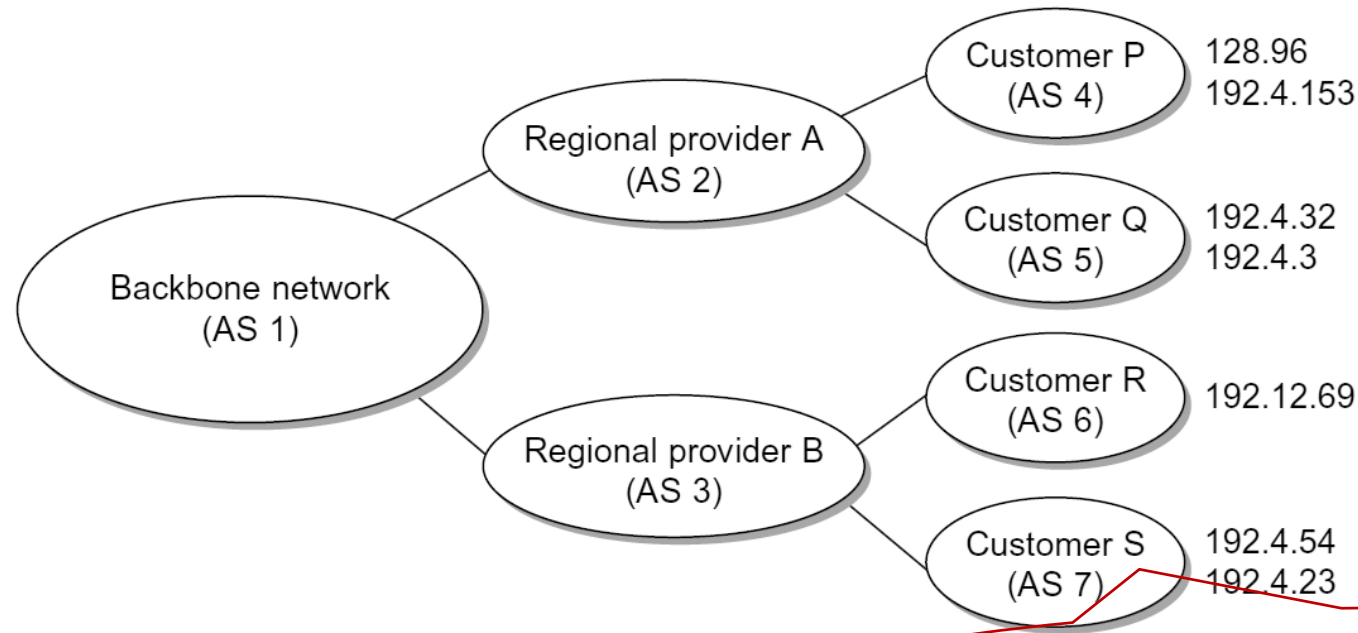 Customer P
(AS 4)
128.96
192.4.153
Regional provider A
(AS 2)
Customer Q
(AS 5)
192.4.32
192.4.3
Backbone network
(AS 1)
Customer R
(AS 6)
192.12.69
Regional provider B
(AS 3)
Customer S
(AS 7)
192.4.54
192.4.23